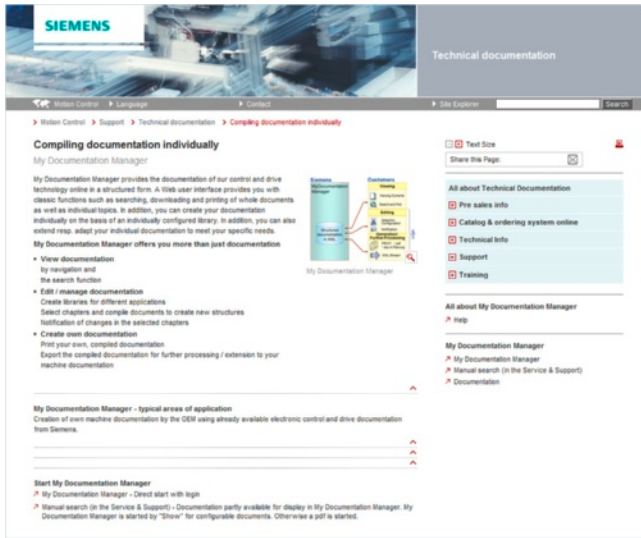 SIEMENS
Technical documentation
Motion Control
Language
Contact
Site Explorer
Search
Motion Control
Support
Technical documentation
Compiling documentation individually
Compiling documentation individually
My Documentation Manager
My Documentation Manager provides the documentation of our control and drive
technology online in a structured form. A Web user interface provides you with
classic functions such as searching, downloading and printing of whole documents
as well as individual topics. In addition, you can create your documentation
individually on the basis of an individually configured library. In addition, you can also
extend resp. adapt your individual documentation to meet your specific needs.
My Documentation Manager offers you more than just documentation
View documentation
by navigation and
the search function
Edit / manage documentation
Create libraries for different applications
Select chapters and compile documents to create new structures
Notification of changes in the selected chapters
Create own documentation
Print your own, compiled documentation
Export the compiled documentation for further processing / extension to your
machine documentation
Siemens
Customers
My Documentation
Manager
Viewing
Editing
Generation
Further Processing
My Documentation Manager
My Documentation Manager - typical areas of application
Creation of own machine documentation by the OEM using already available electronic control and drive documentation
from Siemens.
Start My Documentation Manager
My Documentation Manager - Direct start with login
Manual search (in the Service & Support) - Documentation partly available for display in My Documentation Manager. My
Documentation Manager is started by "Show" for configurable documents. Otherwise a pdf is started.
Text Size
Share this Page:
All about Technical Documentation
Pre sales info
Catalog & ordering system online
Technical Info
Support
Training
All about My Documentation Manager
Help
My Documentation Manager
My Documentation Manager
Manual search (in the Service & Support)
Documentation